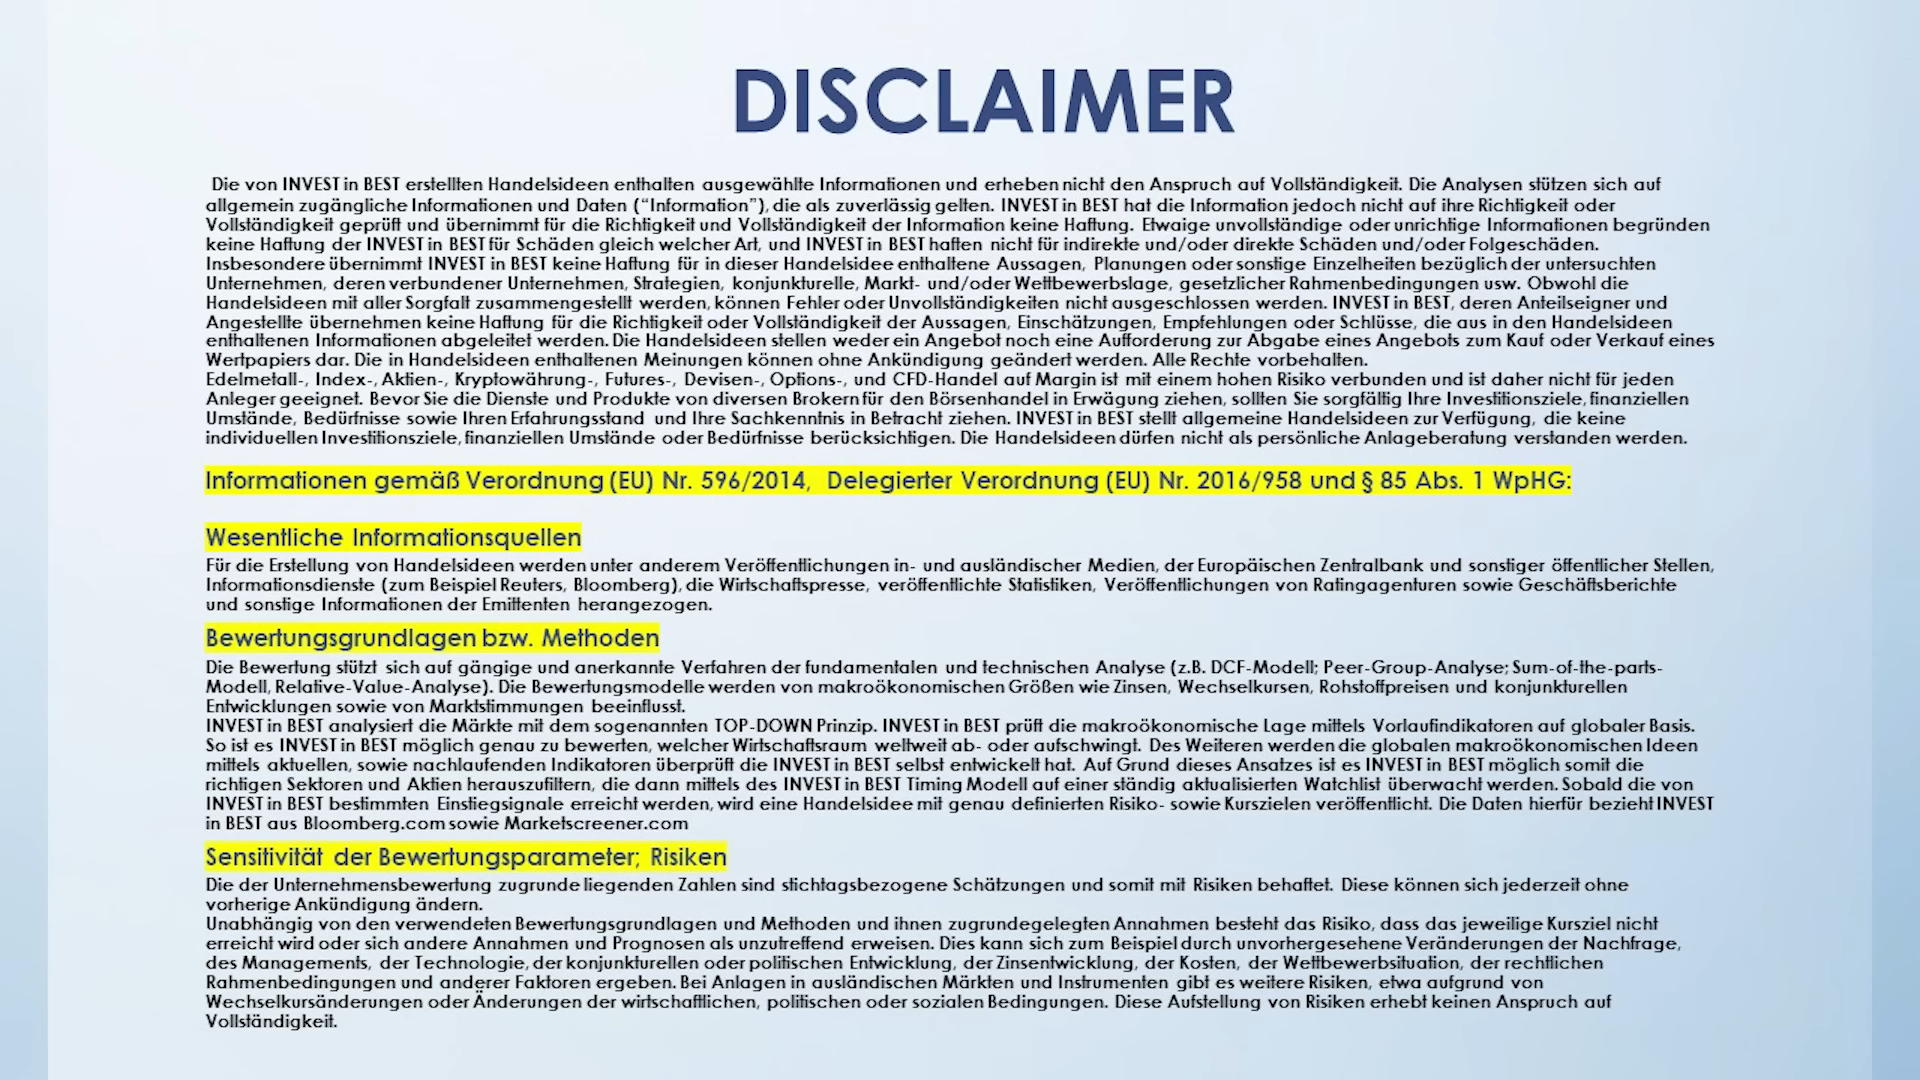 DISCLAIMER
Die von INVEST in BEST erstellten Handelsideen enthalten ausgewählte Informationen und erheben nicht den Anspruch auf Vollständigkeit. Die Analysen stützen sich auf
allgemein zugängliche Informationen und Daten (“Information”), die als zuverlässig gelten. INVEST in BEST hat die Information jedoch nicht auf ihre Richtigkeit oder
Vollständigkeit geprüft und übernimmt für die Richtigkeit und Vollständigkeit der Information keine Haftung. Etwaige unvollständige oder unrichtige Informationen begründen
keine Haftung der INVEST in BEST für Schäden gleich welcher Art, und INVEST in BEST haften nicht für indirekte und/oder direkte Schäden und/oder Folgeschäden.
Insbesondere übernimmt INVEST in BEST keine Haftung für in dieser Handelsidee enthaltene Aussagen, Planungen oder sonstige Einzelheiten bezüglich der untersuchten
Unternehmen, deren verbundener Unternehmen, Strategien, konjunkturelle, Markt- und/oder Wettbewerbslage, gesetzlicher Rahmenbedingungen usw. Obwohl die
Handelsideen mit aller Sorgfalt zusammengestellt werden, können Fehler oder Unvollständigkeiten nicht ausgeschlossen werden. INVEST in BEST, deren Anteilseigner und
Angestellte übernehmen keine Haftung für die Richtigkeit oder Vollständigkeit der Aussagen, Einschätzungen, Empfehlungen oder Schlüsse, die aus in den Handelsideen
enthaltenen Informationen abgeleitet werden. Die Handelsideen stellen weder ein Angebot noch eine Aufforderung zur Abgabe eines Angebots zum Kauf oder Verkauf eines
Wertpapiers dar. Die in Handelsideen enthaltenen Meinungen können ohne Ankündigung geändert werden. Alle Rechte vorbehalten.
Edelmetall-, Index-, Aktien-, Kryptowährung-, Futures-, Devisen-, Options-, und CFD-Handel auf Margin ist mit einem hohen Risiko verbunden und ist daher nicht für jeden
Anleger geeignet. Bevor Sie die Dienste und Produkte von diversen Brokern für den Börsenhandel in Erwägung ziehen, sollten Sie sorgfältig Ihre Investitionsziele, finanziellen
Umstände, Bedürfnisse sowie Ihren Erfahrungsstand und Ihre Sachkenntnis in Betracht ziehen. INVEST in BEST stellt allgemeine Handelsideen zur Verfügung, die keine
individuellen Investitionsziele, finanziellen Umstände oder Bedürfnisse berücksichtigen. Die Handelsideen dürfen nicht als persönliche Anlageberatung verstanden werden.
Informationen gemäß Verordnung (EU) Nr. 596/2014, Delegierter Verordnung (EU) Nr. 2016/958 und § 85 Abs. 1 WpHG:
Wesentliche Informationsquellen
Für die Erstellung von Handelsideen werden unter anderem Veröffentlichungen in- und ausländischer Medien, der Europäischen Zentralbank und sonstiger öffentlicher Stellen,
Informationsdienste (zum Beispiel Reuters, Bloomberg), die Wirtschaftspresse, veröffentlichte Statistiken, Veröffentlichungen von Ratingagenturen sowie Geschäftsberichte
und sonstige Informationen der Emittenten herangezogen.
Bewertungsgrundlagen bzw. Methoden
Die Bewertung stützt sich auf gängige und anerkannte Verfahren der fundamentalen und technischen Analyse (z.B. DCF-Modell; Peer-Group-Analyse; Sum-of-the-parts-
Modell, Relative-Value-Analyse). Die Bewertungsmodelle werden von makroökonomischen Größen wie Zinsen, Wechselkursen, Rohstoffpreisen und konjunkturellen
Entwicklungen sowie von Marktstimmungen beeinflusst.
INVEST in BEST analysiert die Märkte mit dem sogenannten TOP-DOWN Prinzip. INVEST in BEST prüft die makroökonomische Lage mittels Vorlaufindikatoren auf globaler Basis.
So ist es INVEST in BEST möglich genau zu bewerten, welcher Wirtschaftsraum weltweit ab- oder aufschwingt. Des Weiteren werden die globalen makroökonomischen Ideen
mittels aktuellen, sowie nachlaufenden Indikatoren überprüft die INVEST in BEST selbst entwickelt hat. Auf Grund dieses Ansatzes ist es INVEST in BEST möglich somit die
richtigen Sektoren und Aktien herauszufiltern, die dann mittels des INVEST in BEST Timing Modell auf einer ständig aktualisierten Watchlist überwacht werden. Sobald die von
INVEST in BEST bestimmten Einstiegsignale erreicht werden, wird eine Handelsidee mit genau definierten Risiko- sowie Kurszielen veröffentlicht. Die Daten hierfür bezieht INVEST
in BEST aus Bloomberg.com sowie Marketscreener.com
Sensitivität der Bewertungsparameter; Risiken
Die der Unternehmensbewertung zugrunde liegenden Zahlen sind stichtagsbezogene Schätzungen und somit mit Risiken behaftet. Diese können sich jederzeit ohne
vorherige Ankündigung ändern.
Unabhängig von den verwendeten Bewertungsgrundlagen und Methoden und ihnen zugrundegelegten Annahmen besteht das Risiko, dass das jeweilige Kursziel nicht
erreicht wird oder sich andere Annahmen und Prognosen als unzutreffend erweisen. Dies kann sich zum Beispiel durch unvorhergesehene Veränderungen der Nachfrage,
des Managements, der Technologie, der konjunkturellen oder politischen Entwicklung, der Zinsentwicklung, der Kosten, der Wettbewerbsituation, der rechtlichen
Rahmenbedingungen und anderer Faktoren ergeben. Bei Anlagen in ausländischen Märkten und Instrumenten gibt es weitere Risiken, etwa aufgrund von
Wechselkursänderungen oder Änderungen der wirtschaftlichen, politischen oder sozialen Bedingungen. Diese Aufstellung von Risiken erhebt keinen Anspruch auf
Vollständigkeit.